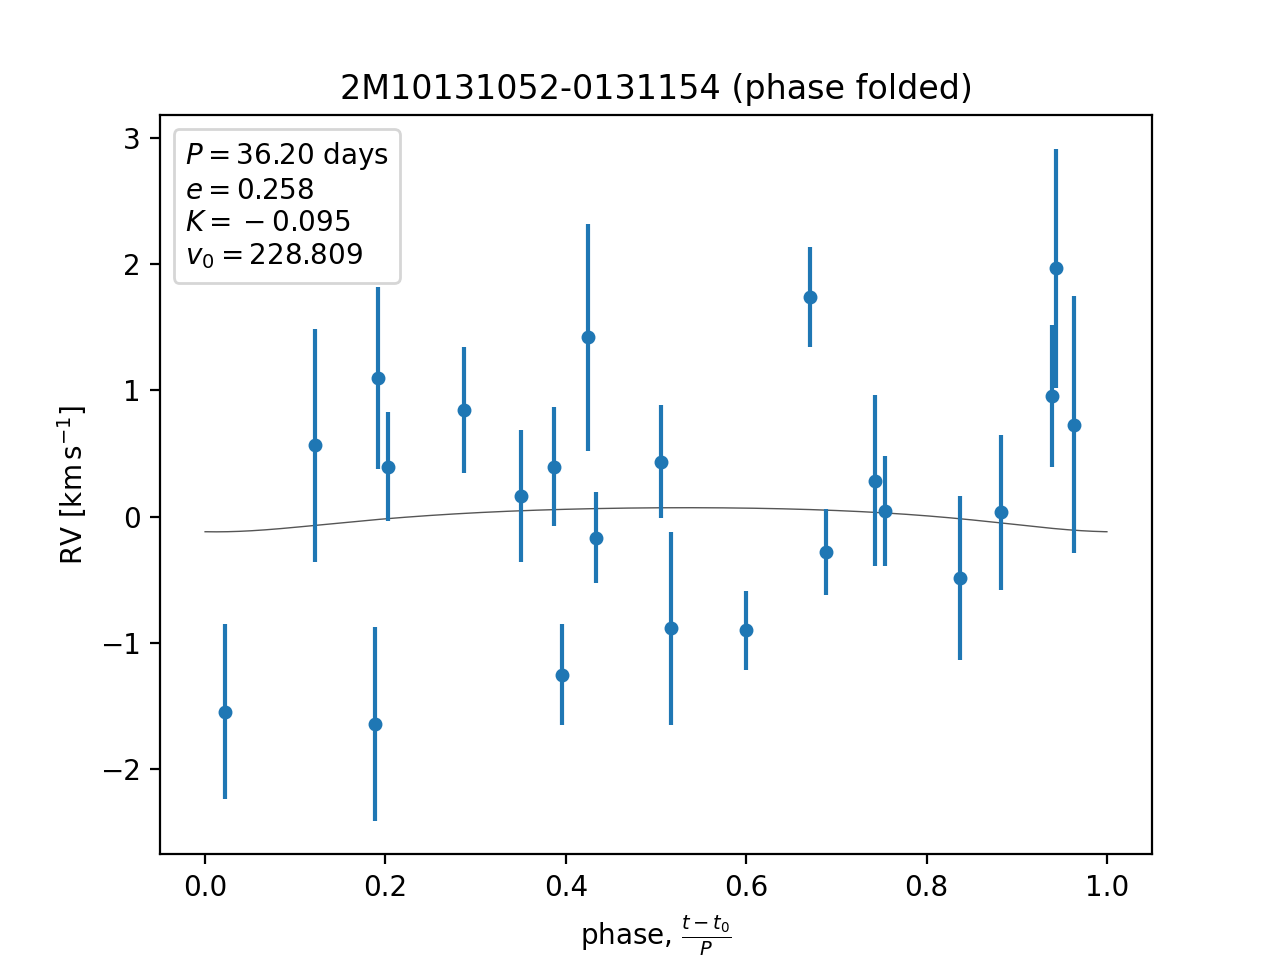 2M10131052-0131154 (phase folded)
P = 36.20 days
e = 0.258
K = −0.095
v₀ = 228.809
3
2
1
0
−1
−2
RV [km s⁻¹]
0.0 0.2 0.4 0.6 0.8 1.0
phase, (t − t₀)/P